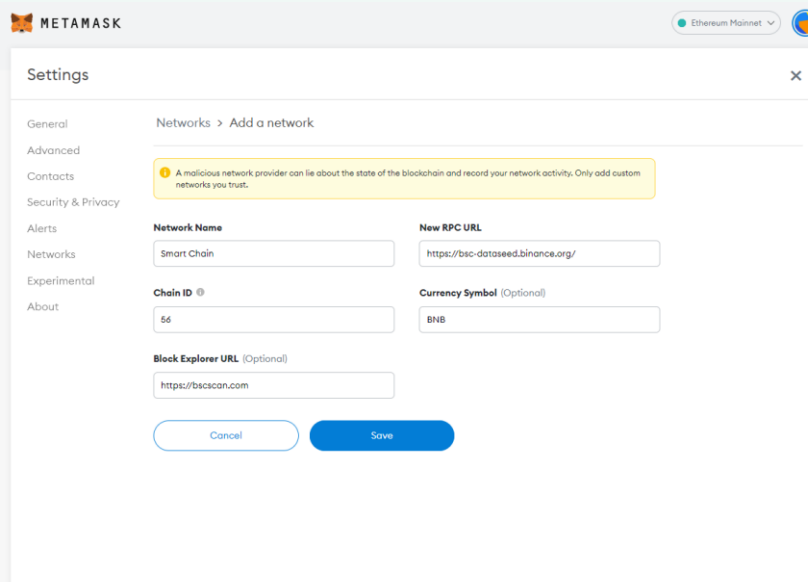 METAMASK
Ethereum Mainnet
Settings
General
Advanced
Contacts
Security & Privacy
Alerts
Networks
Experimental
About
Networks > Add a network
A malicious network provider can lie about the state of the blockchain and record your network activity. Only add custom
networks you trust.
Network Name
Smart Chain
New RPC URL
https://bsc-dataseed.binance.org/
Chain ID
56
Currency Symbol (Optional)
BNB
Block Explorer URL (Optional)
https://bscscan.com
Cancel
Save